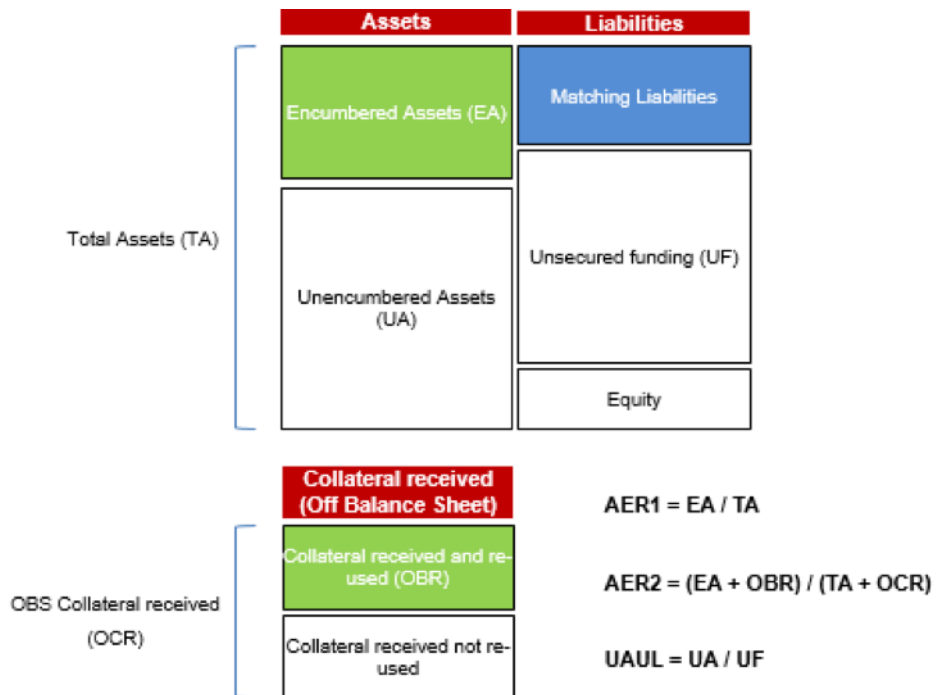 Assets
Liabilities
Encumbered Assets (EA)
Matching Liabilities
Total Assets (TA)
Unencumbered Assets
(UA)
Unsecured funding (UF)
Equity
Collateral received
(Off Balance Sheet)
AER1 = EA / TA
OBS Collateral received
(OCR)
Collateral received and re-
used (OBR)
AER2 = (EA + OBR) / (TA + OCR)
Collateral received not re-
used
UAUL = UA / UF